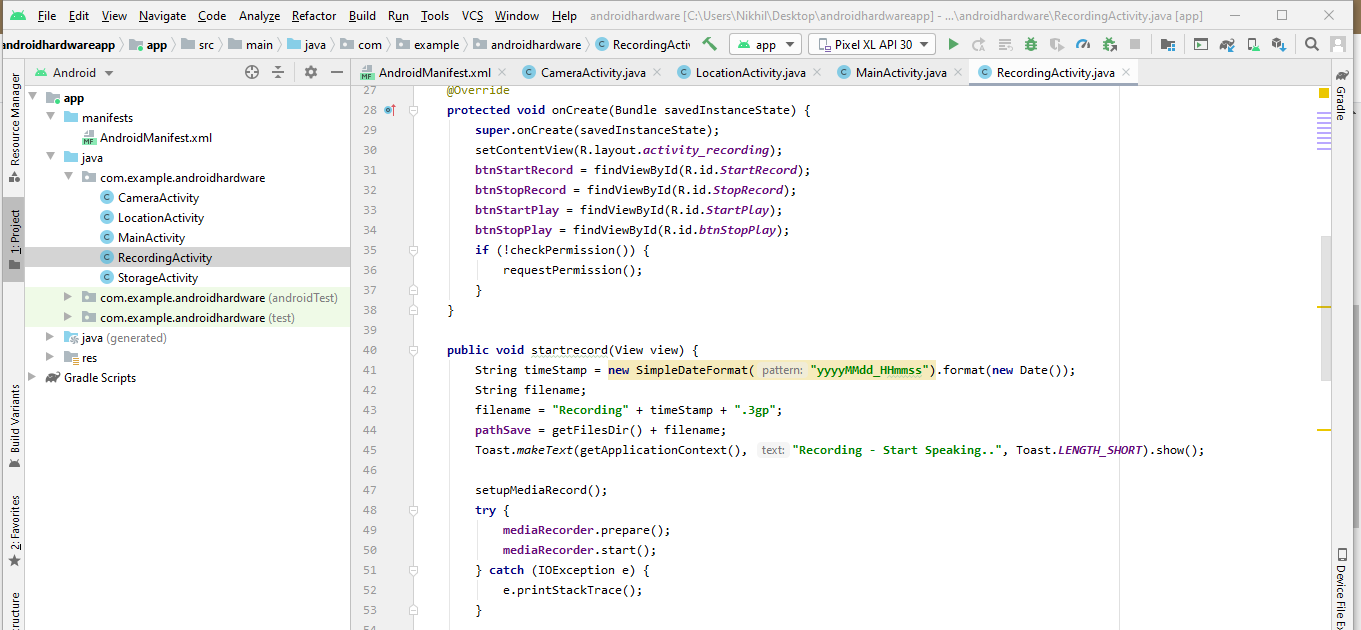 File Edit View Navigate Code Analyze Refactor Build Run Tools VCS Window Help androidhardware [C:\Users\Nikhil\Desktop\androidhardwareapp] - ...\androidhardware\RecordingActivity.java [app]
androidhardwareapp app src main java com example androidhardware RecordingActiv app Pixel XL API 30
Android
AndroidManifest.xml CameraActivity.java LocationActivity.java MainActivity.java RecordingActivity.java
Resource Manager
1: Project
Build Variants
2: Favorites
ructure
app
manifests
AndroidManifest.xml
java
com.example.androidhardware
CameraActivity
LocationActivity
MainActivity
RecordingActivity
StorageActivity
com.example.androidhardware (androidTest)
com.example.androidhardware (test)
java (generated)
res
Gradle Scripts
27 @Override
28 protected void onCreate(Bundle savedInstanceState) {
29 super.onCreate(savedInstanceState);
30 setContentView(R.layout.activity_recording);
31 btnStartRecord = findViewById(R.id.StartRecord);
32 btnStopRecord = findViewById(R.id.StopRecord);
33 btnStartPlay = findViewById(R.id.StartPlay);
34 btnStopPlay = findViewById(R.id.btnStopPlay);
35 if (!checkPermission()) {
36 requestPermission();
37 }
38 }
39
40 public void startrecord(View view) {
41 String timeStamp = new SimpleDateFormat( pattern: "yyyyMMdd_HHmmss").format(new Date());
42 String filename;
43 filename = "Recording" + timeStamp + ".3gp";
44 pathSave = getFilesDir() + filename;
45 Toast.makeText(getApplicationContext(), text: "Recording - Start Speaking..", Toast.LENGTH_SHORT).show();
46
47 setupMediaRecord();
48 try {
49 mediaRecorder.prepare();
50 mediaRecorder.start();
51 } catch (IOException e) {
52 e.printStackTrace();
53 }
54
Gradle
Device File Ex